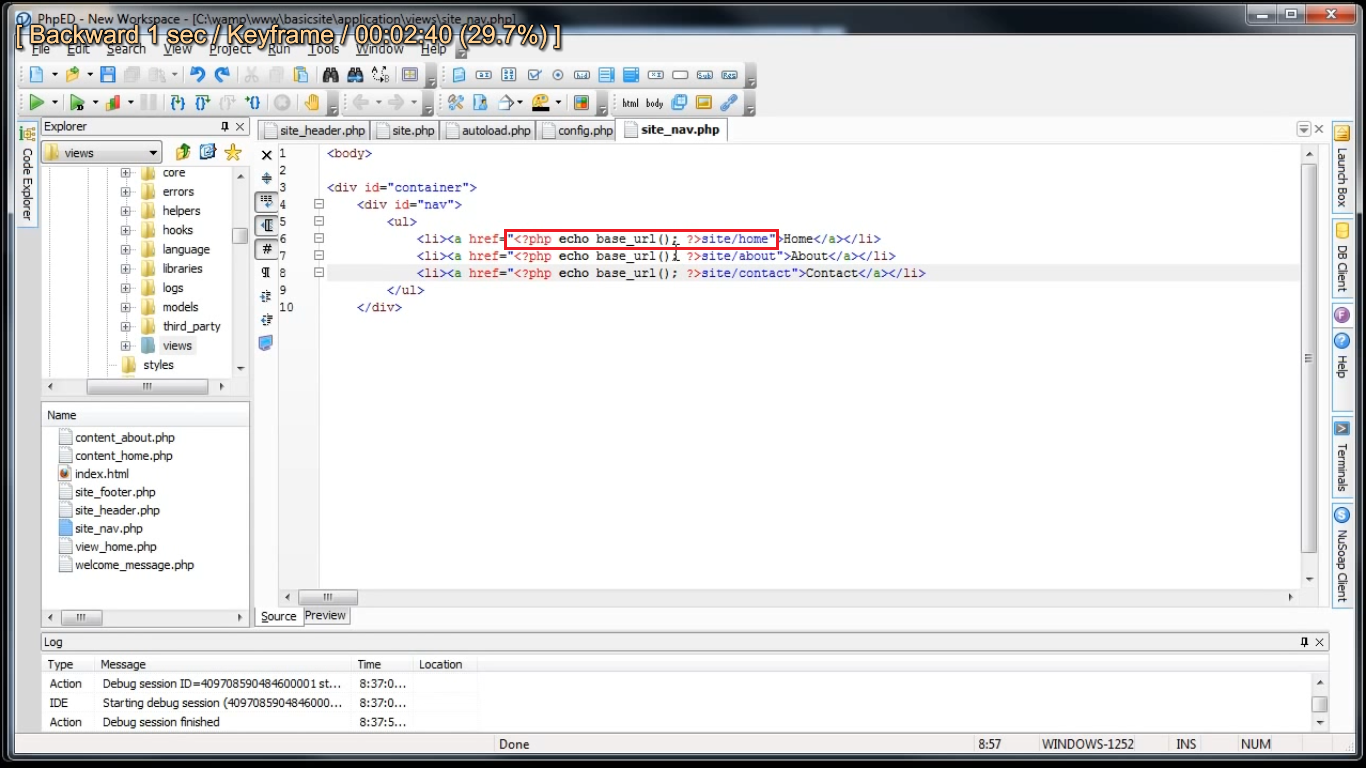 PhpED - New Workspace - [C:\wamp\www\basicsite\application\views\site_nav.php]
[ Backward 1 sec / Keyframe / 00:02:40 (29.7%) ]
File Edit Search View Project Run Tools Window Help
html body
Explorer
site_header.php site.php autoload.php config.php site_nav.php
views
Code Explorer
core
errors
helpers
hooks
language
libraries
logs
models
third_party
views
styles
Name
content_about.php
content_home.php
index.html
site_footer.php
site_header.php
site_nav.php
view_home.php
welcome_message.php
1 <body>
2
3 <div id="container">
4 <div id="nav">
5 <ul>
6 <li><a href="<?php echo base_url(); ?>site/home">Home</a></li>
7 <li><a href="<?php echo base_url(); ?>site/about">About</a></li>
8 <li><a href="<?php echo base_url(); ?>site/contact">Contact</a></li>
9 </ul>
10 </div>
Source Preview
Launch Box
DB Client
Help
Terminals
NuSoap Client
Log
Type Message Time Location
Action Debug session ID=409708590484600001 st... 8:37:0...
IDE Starting debug session (4097085904846000... 8:37:0...
Action Debug session finished 8:37:5...
Done 8:57 WINDOWS-1252 INS NUM